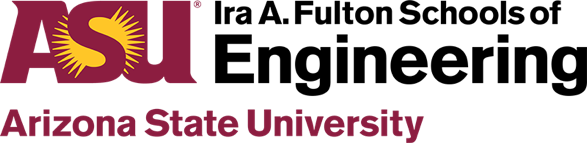 ASU® Ira A. Fulton Schools of
Engineering
Arizona State University